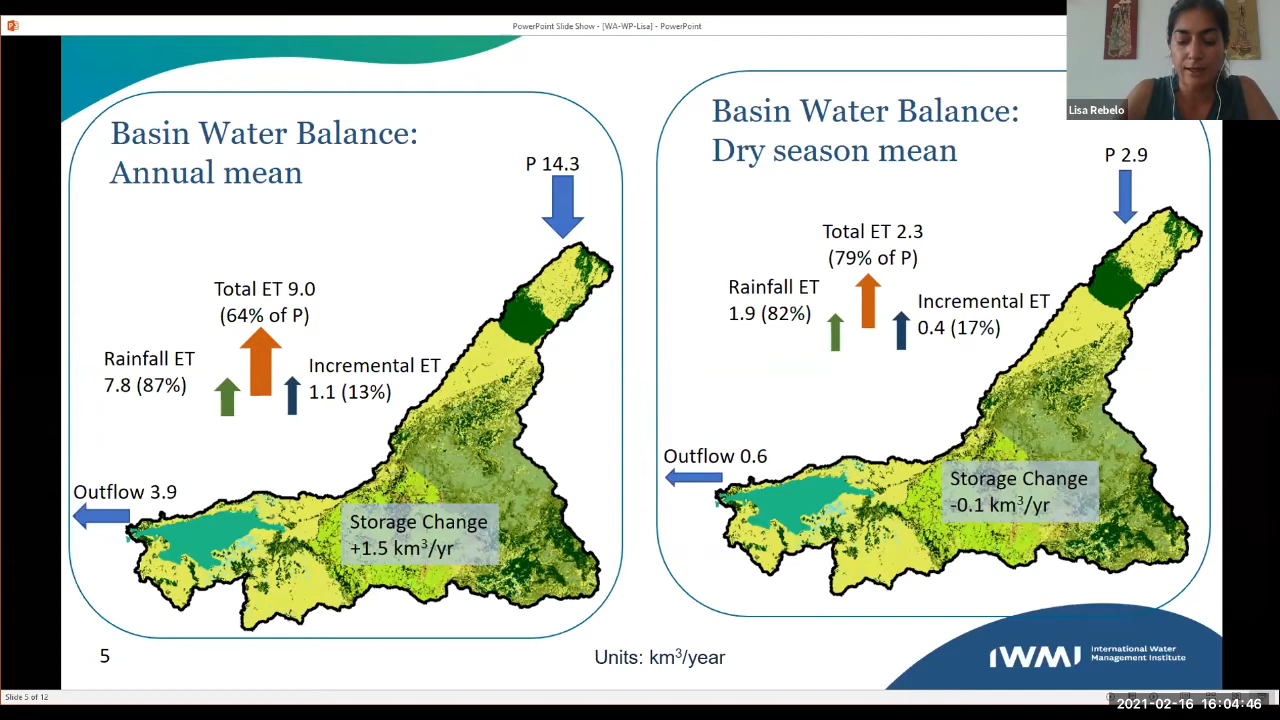 PowerPoint Slide Show - [WA-WP-Lisa] - PowerPoint
Lisa Rebelo
Basin Water Balance:
Annual mean
P 14.3
Total ET 9.0
(64% of P)
Rainfall ET
7.8 (87%)
Incremental ET
1.1 (13%)
Outflow 3.9
Storage Change
+1.5 km³/yr
Basin Water Balance:
Dry season mean
P 2.9
Total ET 2.3
(79% of P)
Rainfall ET
1.9 (82%)
Incremental ET
0.4 (17%)
Outflow 0.6
Storage Change
-0.1 km³/yr
5
Units: km³/year
IWMI
International Water
Management Institute
Slide 5 of 12
2021-02-16 16:04:46